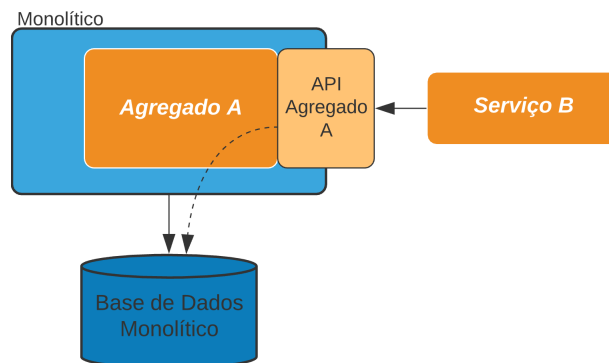 Monolítico
Agregado A
API
Agregado
A
Serviço B
Base de Dados
Monolítico